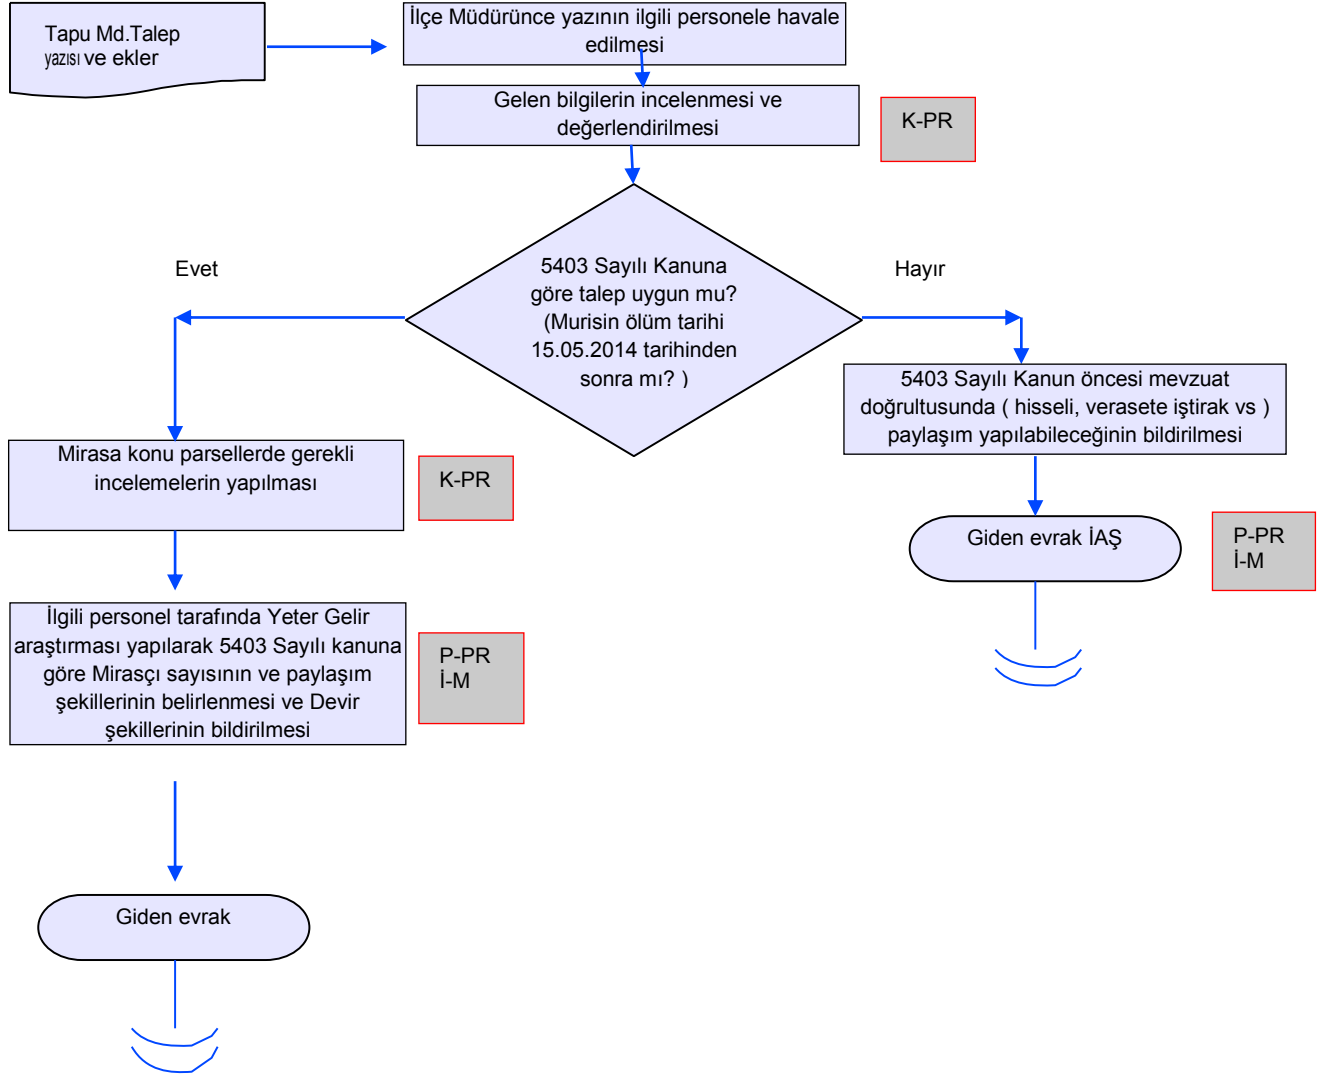 Tapu Md.Talep
yazısı ve ekler
İlçe Müdürünce yazının ilgili personele havale
edilmesi
Gelen bilgilerin incelenmesi ve
değerlendirilmesi
K-PR
Evet
5403 Sayılı Kanuna
göre talep uygun mu?
(Murisin ölüm tarihi
15.05.2014 tarihinden
sonra mı? )
Hayır
5403 Sayılı Kanun öncesi mevzuat
doğrultusunda ( hisseli, verasete iştirak vs )
paylaşım yapılabileceğinin bildirilmesi
Mirasa konu parsellerde gerekli
incelemelerin yapılması
K-PR
Giden evrak İAŞ
P-PR
İ-M
İlgili personel tarafında Yeter Gelir
araştırması yapılarak 5403 Sayılı kanuna
göre Mirasçı sayısının ve paylaşım
şekillerinin belirlenmesi ve Devir
şekillerinin bildirilmesi
P-PR
İ-M
Giden evrak